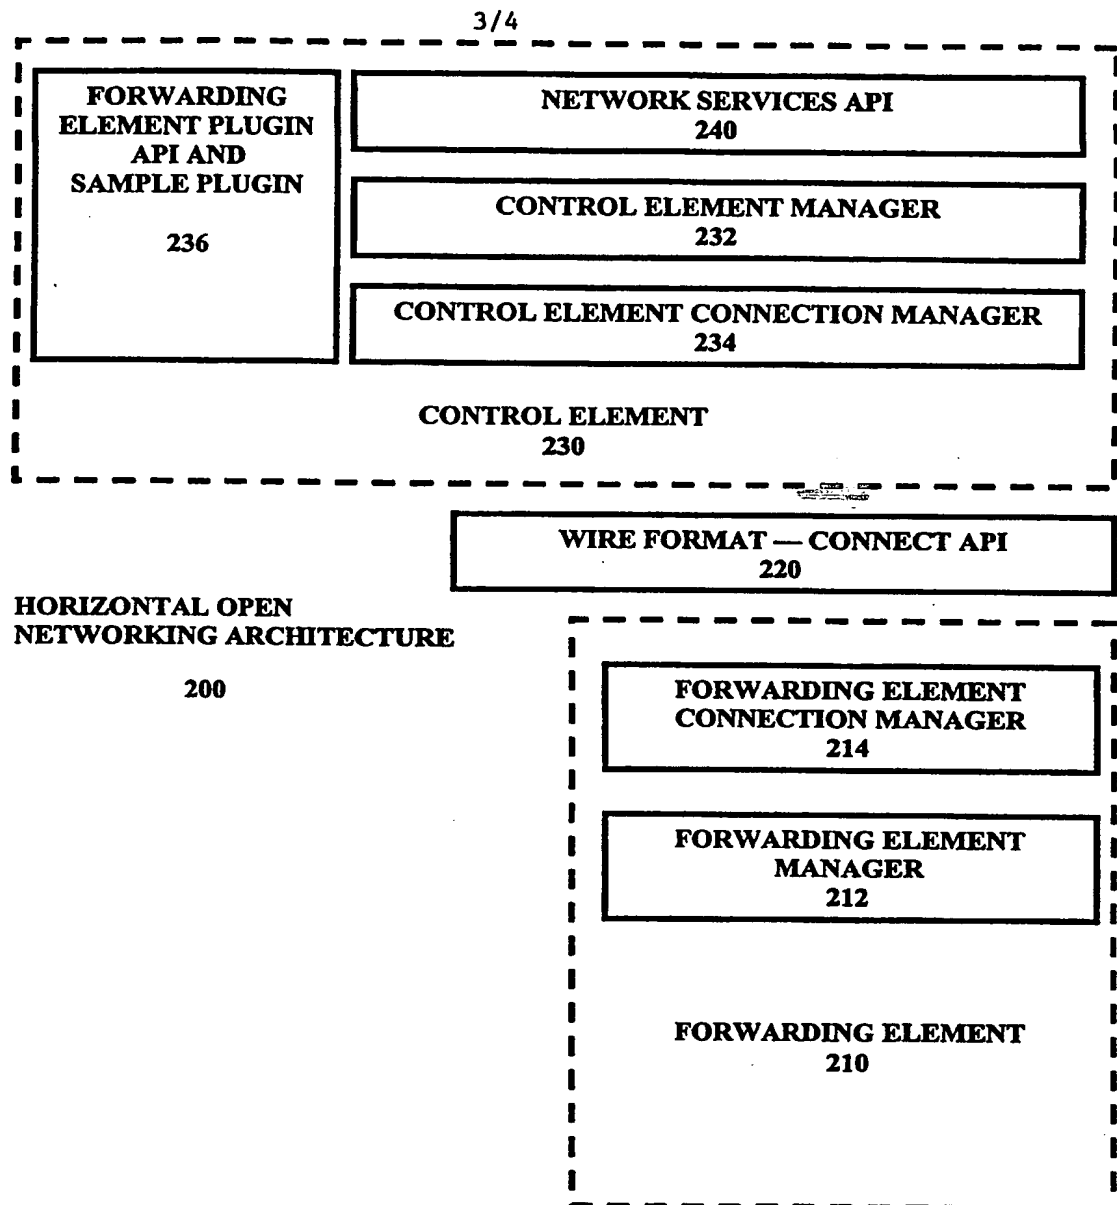 3/4
FORWARDING
ELEMENT PLUGIN
API AND
SAMPLE PLUGIN
236
NETWORK SERVICES API
240
CONTROL ELEMENT MANAGER
232
CONTROL ELEMENT CONNECTION MANAGER
234
CONTROL ELEMENT
230
WIRE FORMAT — CONNECT API
220
HORIZONTAL OPEN
NETWORKING ARCHITECTURE
200
FORWARDING ELEMENT
CONNECTION MANAGER
214
FORWARDING ELEMENT
MANAGER
212
FORWARDING ELEMENT
210